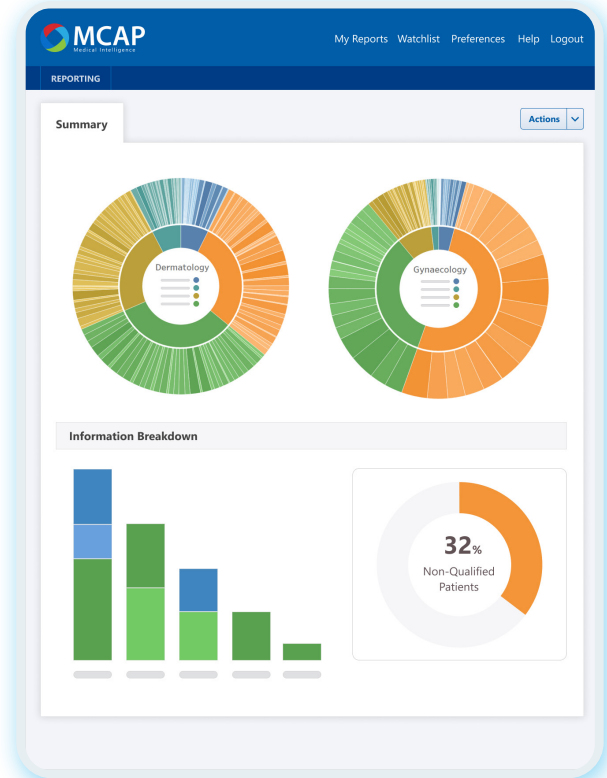 MCAP
Medical Intelligence
My Reports Watchlist Preferences Help Logout
REPORTING
Summary
Actions
Dermatology
Gynaecology
Information Breakdown
32%
Non-Qualified
Patients